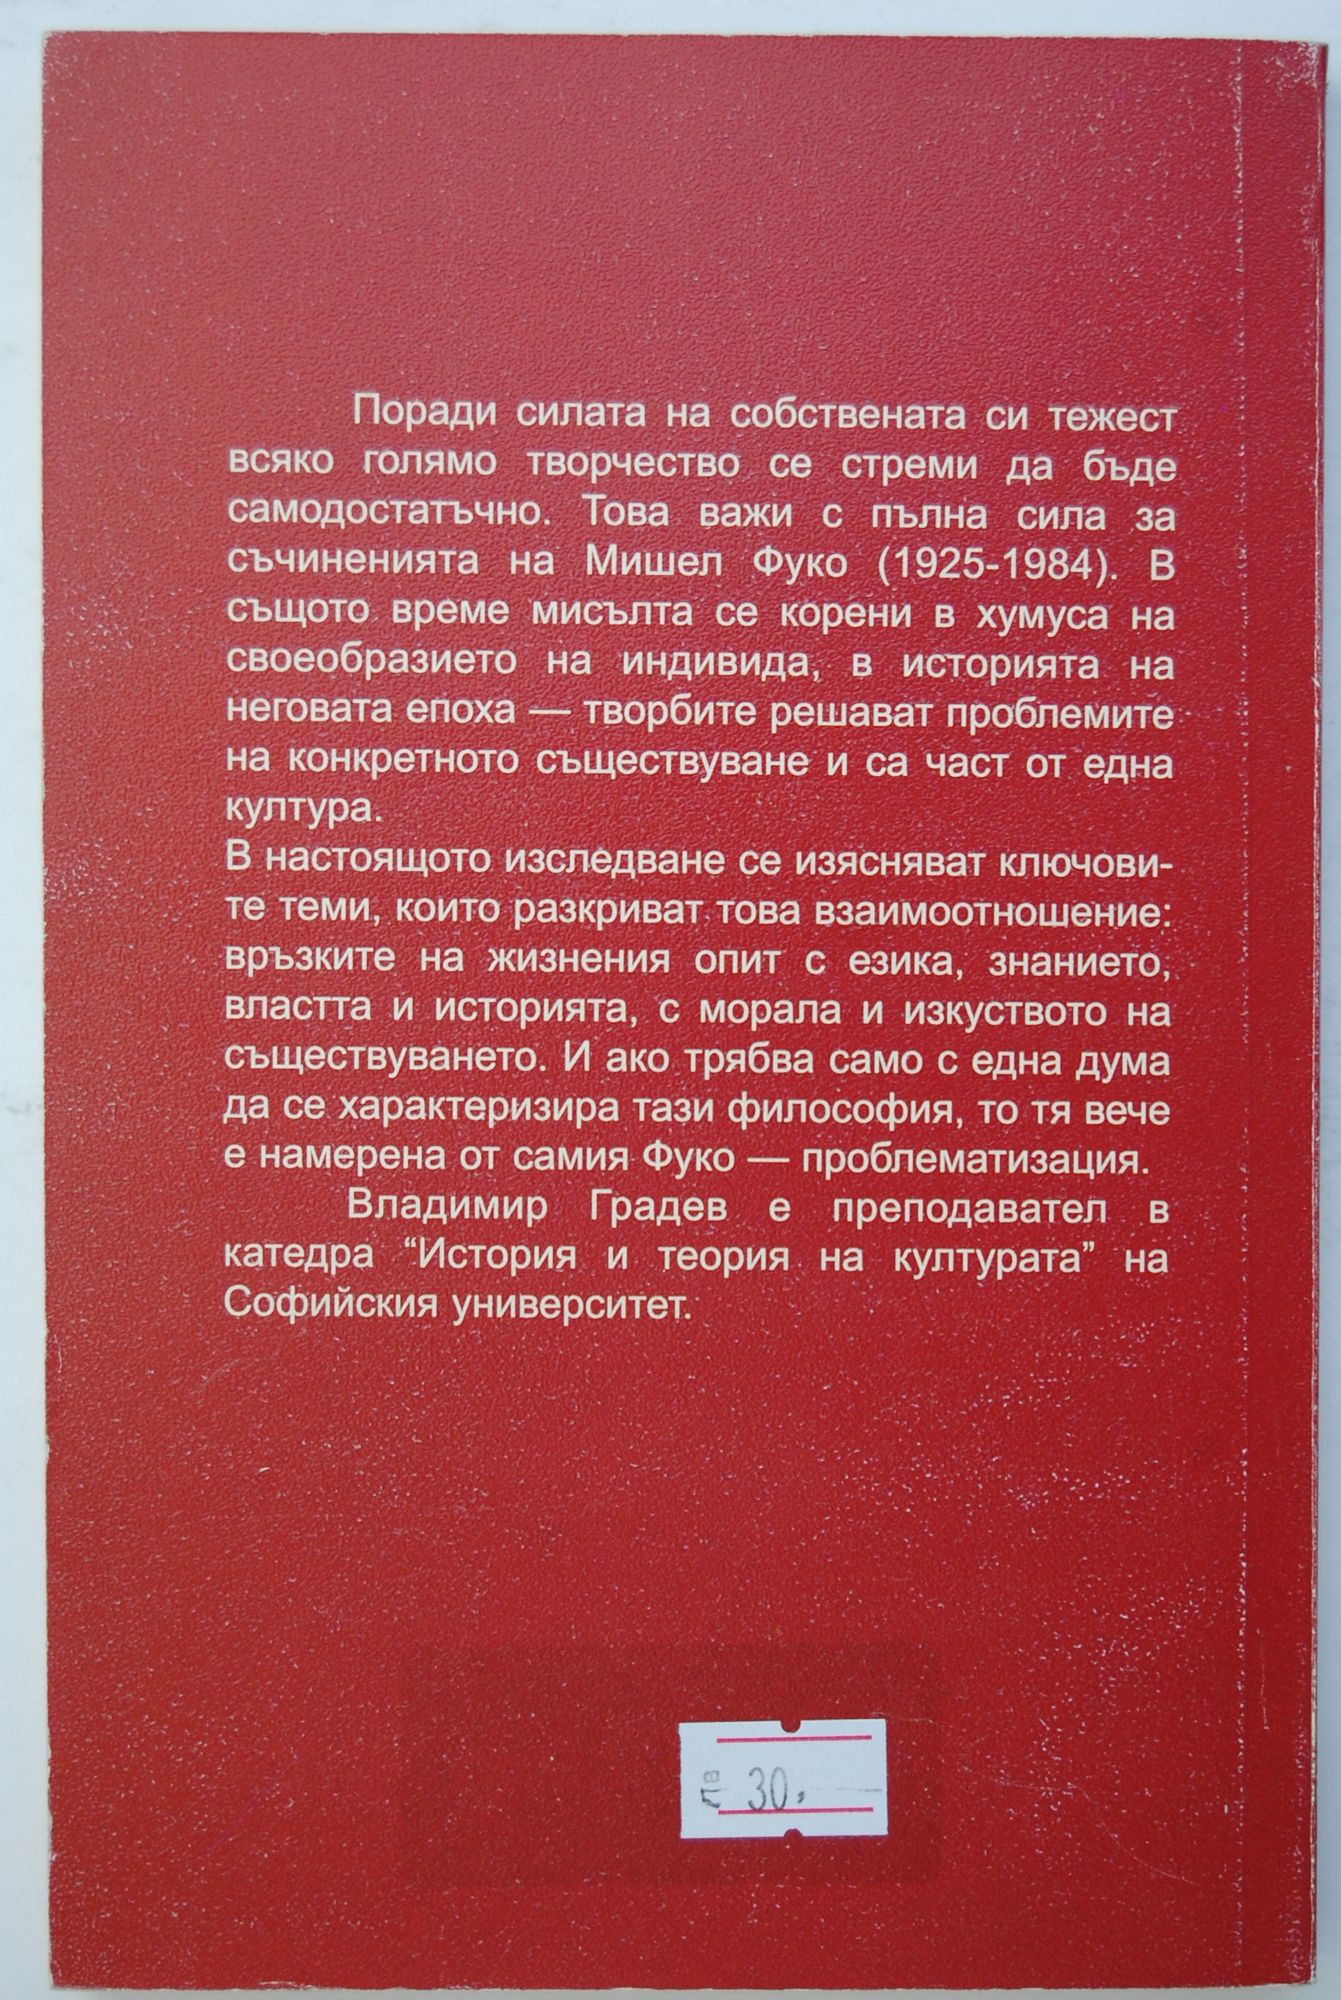 Поради силата на собствената си тежест
всяко голямо творчество се стреми да бъде
самодостатъчно. Това важи с пълна сила за
съчиненията на Мишел Фуко (1925-1984). В
същото време мисълта се корени в хумуса на
своеобразието на индивида, в историята на
неговата епоха — творбите решават проблемите
на конкретното съществуване и са част от една
култура.
В настоящото изследване се изясняват ключови-
те теми, които разкриват това взаимоотношение:
връзките на жизнения опит с езика, знанието,
властта и историята, с морала и изкуството на
съществуването. И ако трябва само с една дума
да се характеризира тази философия, то тя вече
е намерена от самия Фуко — проблематизация.
Владимир Градев е преподавател в
катедра “История и теория на културата” на
Софийския университет.
лв 30,